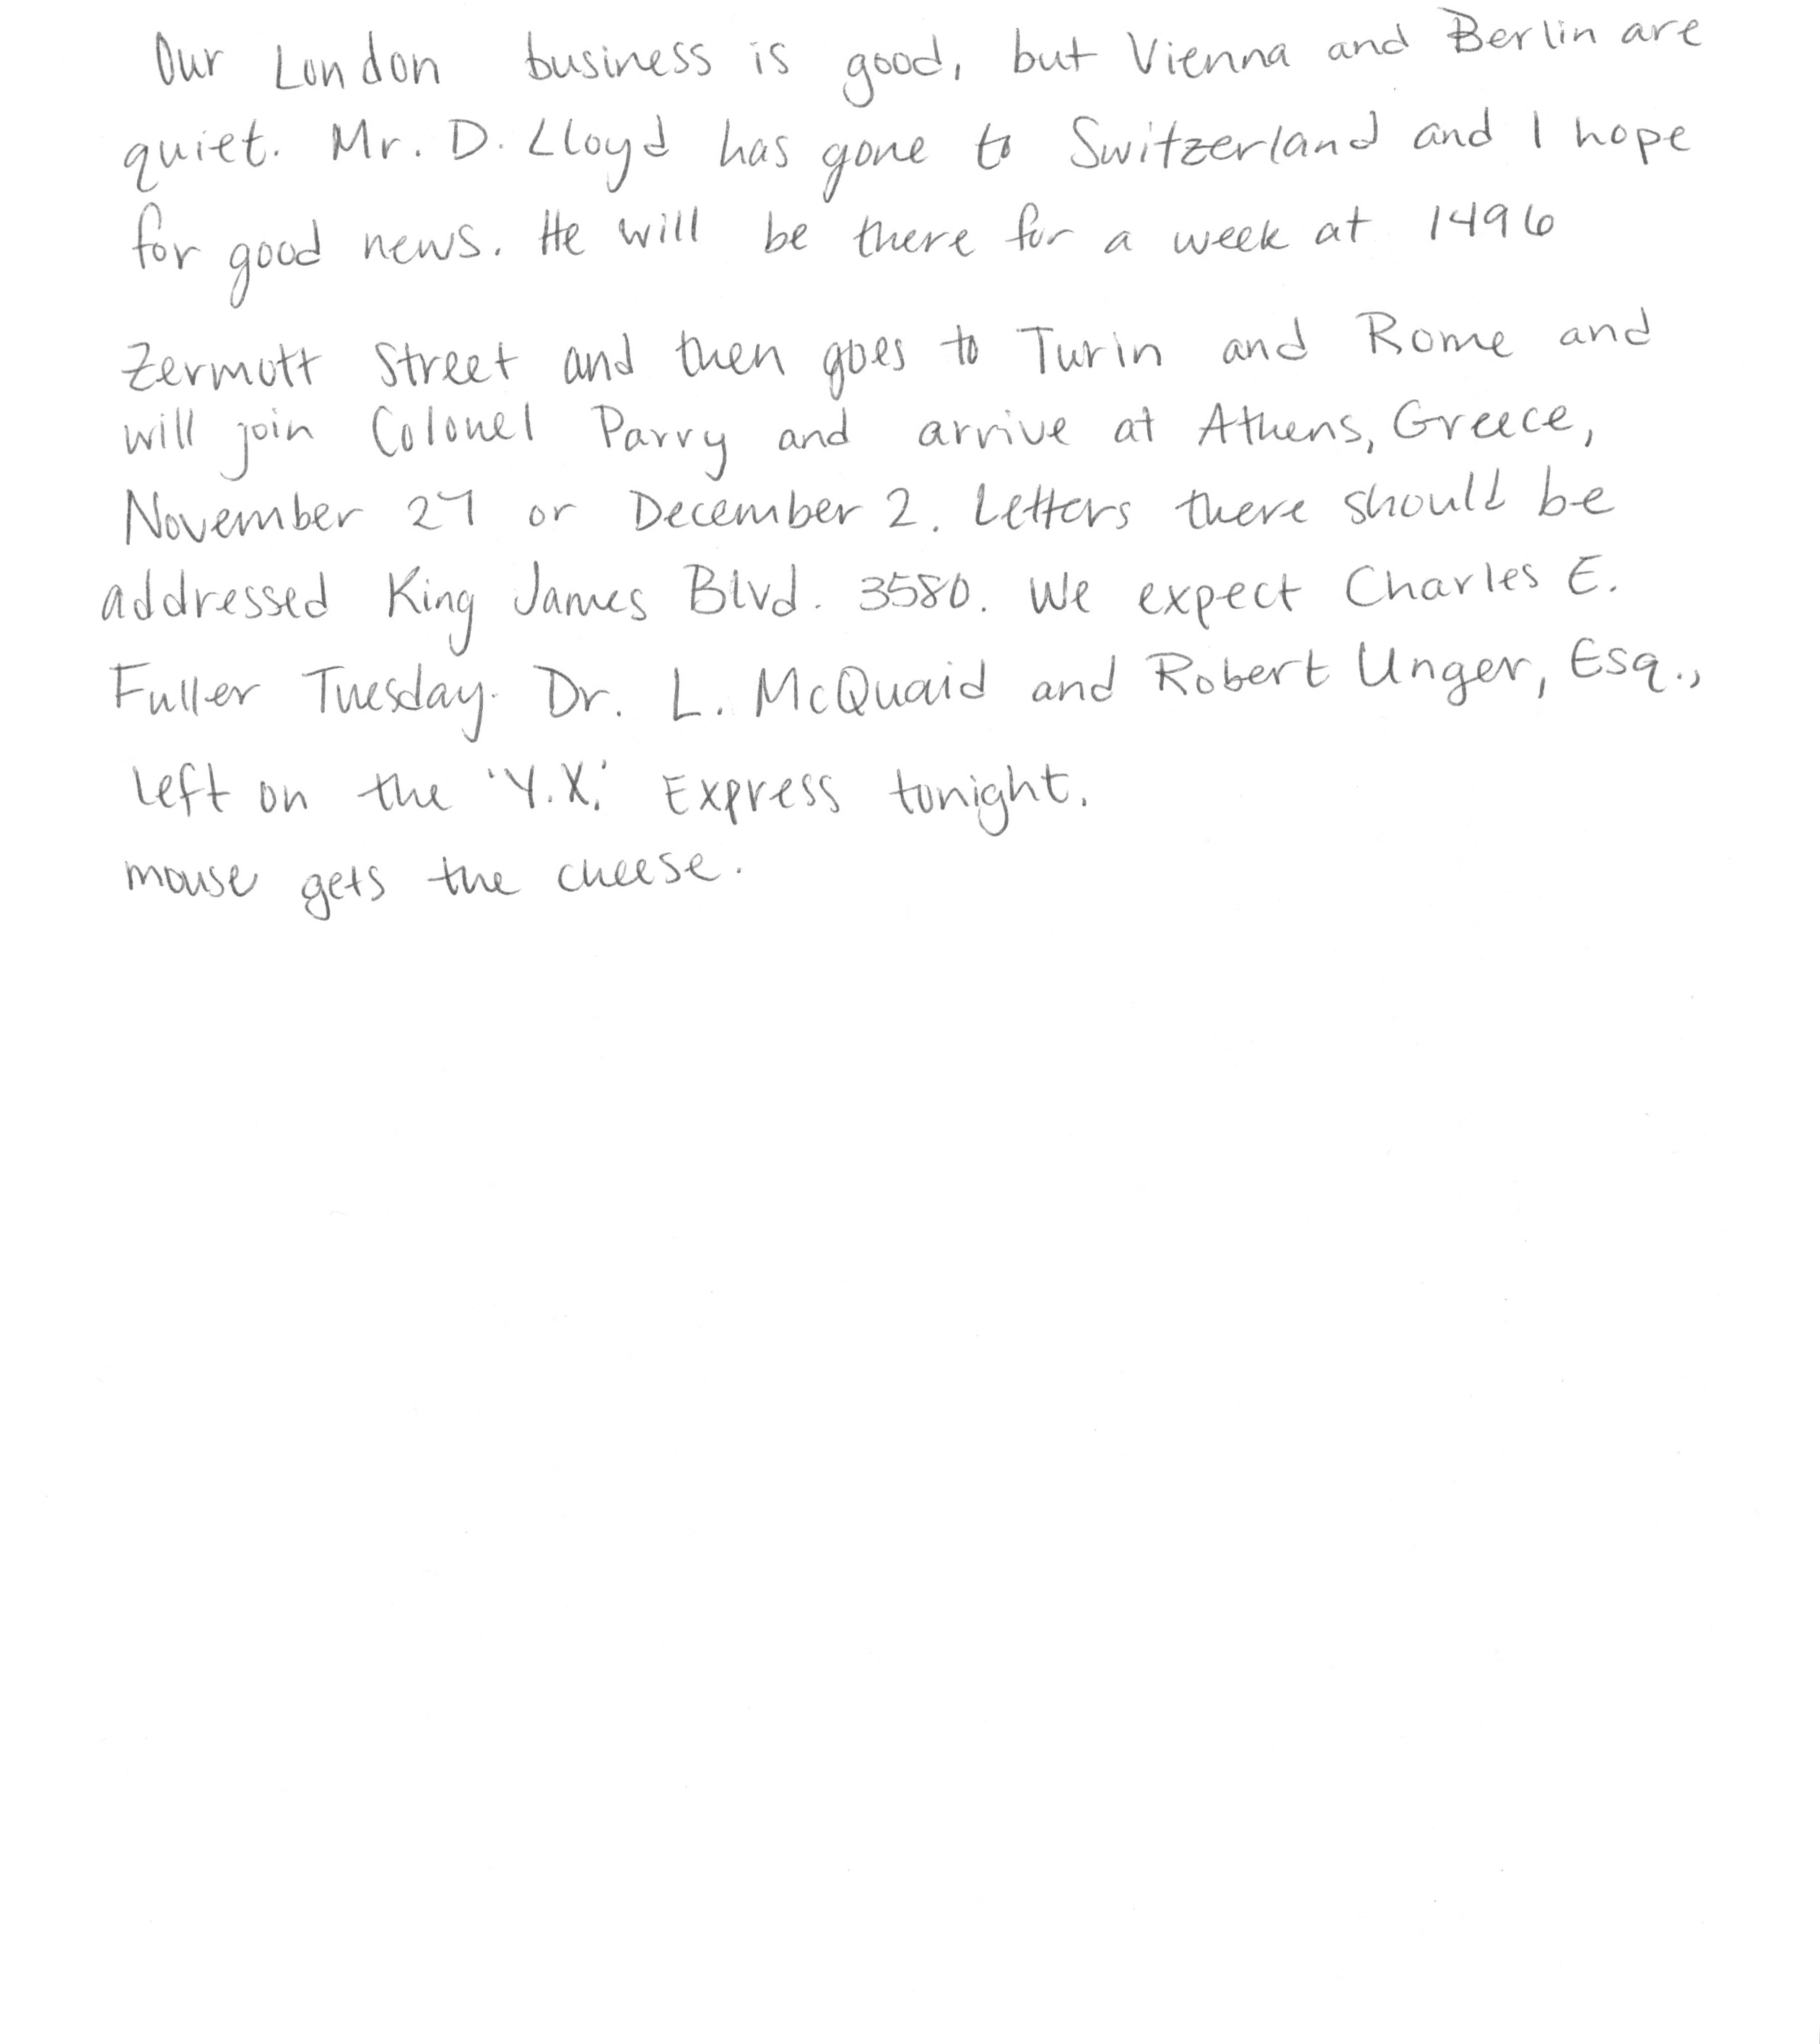 Our London business is good, but Vienna and Berlin are
quiet. Mr. D. Lloyd has gone to Switzerland and I hope
for good news. He will be there for a week at 1496
Zermott Street and then goes to Turin and Rome and
will join Colonel Parry and arrive at Athens, Greece,
November 27 or December 2. Letters there should be
addressed King James Blvd. 3580. We expect Charles E.
Fuller Tuesday. Dr. L. McQuaid and Robert Unger, Esq.,
left on the 'Y.X.' Express tonight.
mouse gets the cheese.